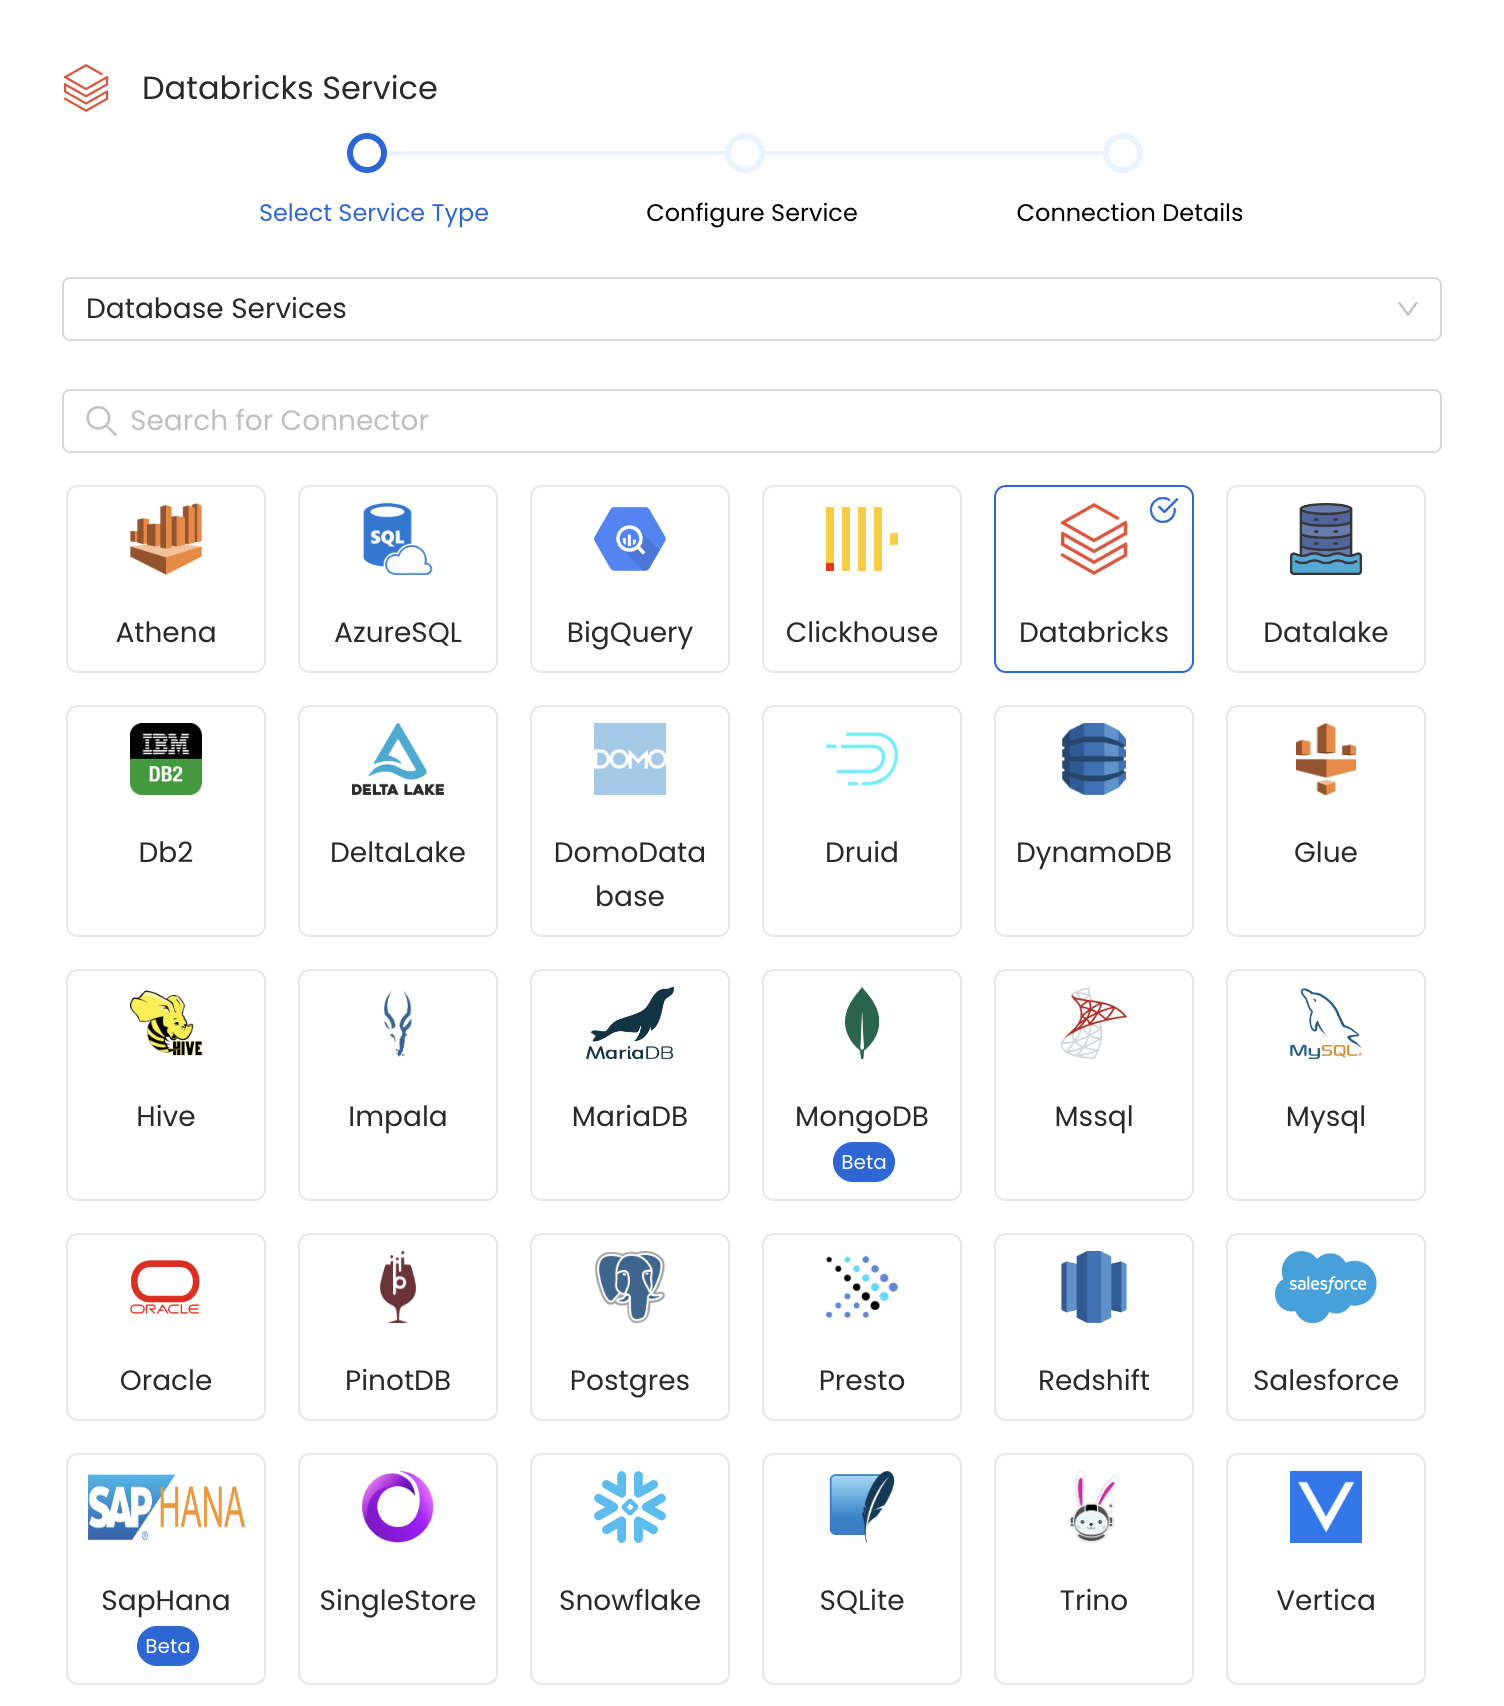 Databricks Service
Select Service Type
Configure Service
Connection Details
Database Services
Search for Connector
SQL
Athena
AzureSQL
BigQuery
Clickhouse
Databricks
Datalake
IBM
DB2
DELTA LAKE
DOMO
Db2
DeltaLake
DomoData
base
Druid
DynamoDB
Glue
HIVE
MariaDB
MySQL
Hive
Impala
MariaDB
MongoDB
Beta
Mssql
Mysql
ORACLE
p
salesforce
Oracle
PinotDB
Postgres
Presto
Redshift
Salesforce
SAP HANA
®
SapHana
Beta
SingleStore
Snowflake
SQLite
Trino
Vertica